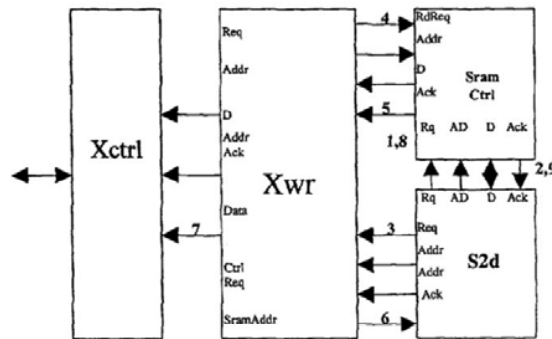 Xctrl
Req
Addr
D
Addr
Ack
Xwr
Data
7
Ctrl
Req
SramAddr
4
5
1,8
3
6
RdReq
Addr
D
Ack
Sram
Ctrl
Rq AD D Ack
2,9
Rq AD D Ack
Req
Addr
Addr
Ack
S2d